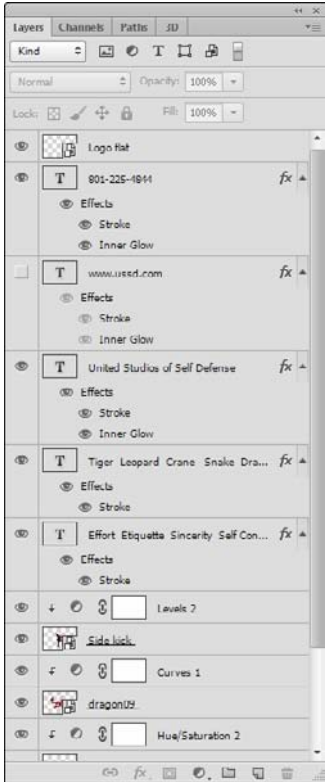 Layers Channels Paths 3D
Kind T
Normal Opacity: 100%
Lock: Fill: 100%
Logo flat
T 801-225-4844 fx
Effects
Stroke
Inner Glow
T www.ussd.com fx
Effects
Stroke
Inner Glow
T United Studios of Self Defense fx
Effects
Stroke
Inner Glow
T Tiger Leopard Crane Snake Dra... fx
Effects
Stroke
T Effort Etiquette Sincerity Self Con... fx
Effects
Stroke
Levels 2
Side kick
Curves 1
dragon09
Hue/Saturation 2
fx